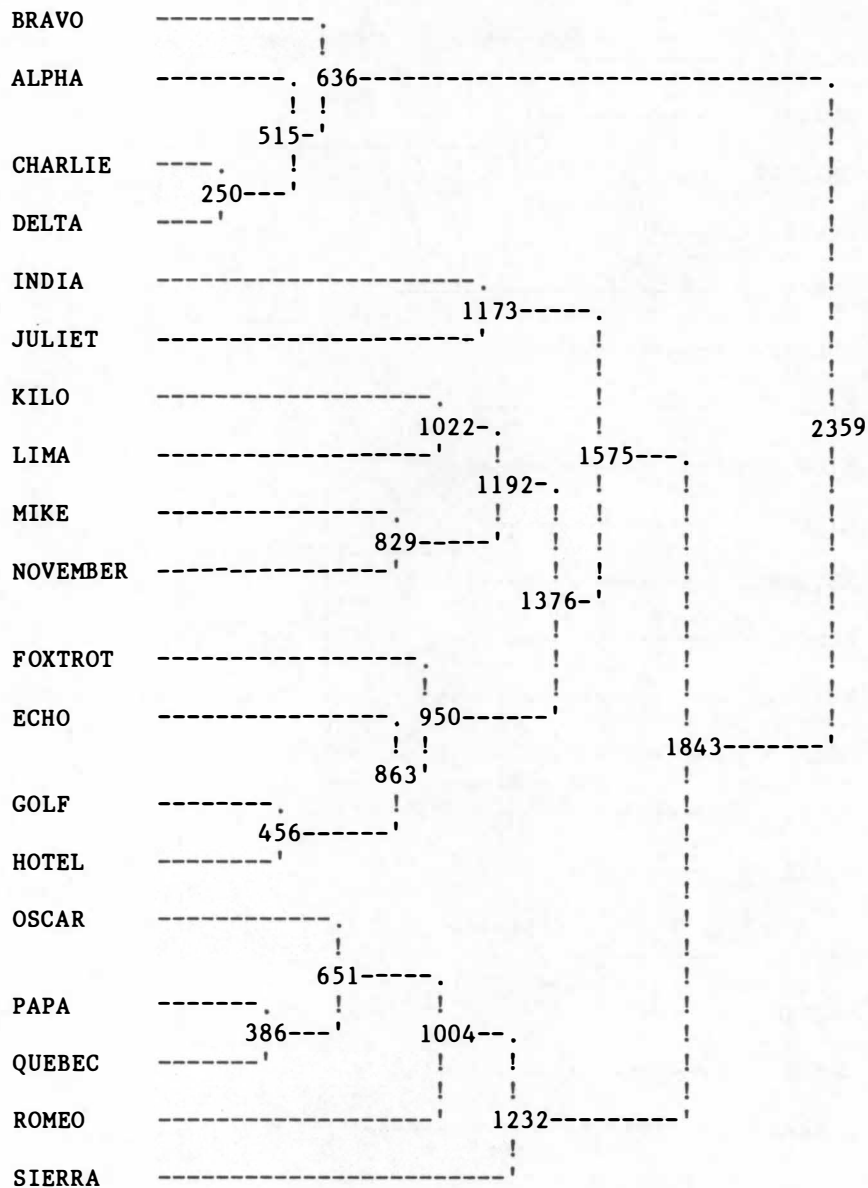 BRAVO
ALPHA 636
515
CHARLIE
250
DELTA
INDIA
1173
JULIET
KILO
1022 2359
LIMA 1575
1192
MIKE
829
NOVEMBER
1376
FOXTROT
ECHO 950
1843
863
GOLF
456
HOTEL
OSCAR
651
PAPA
386 1004
QUEBEC
ROMEO 1232
SIERRA